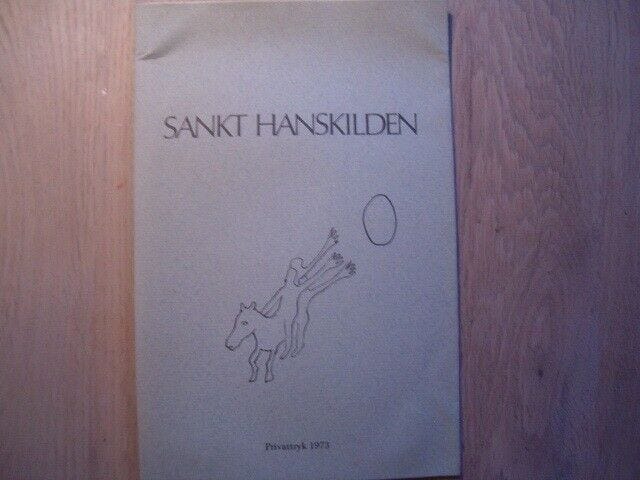 SANKT HANSKILDEN
Privattryk 1973